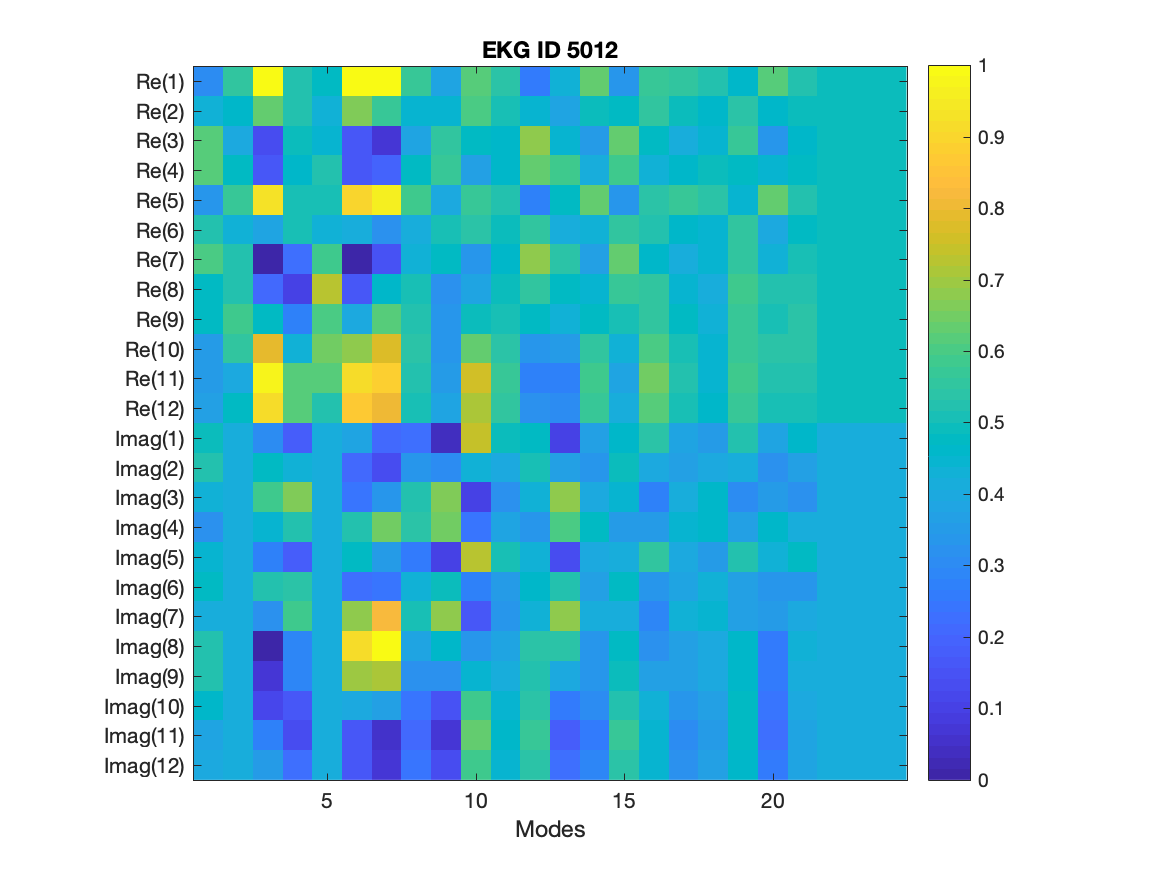 EKG ID 5012
Re(1)
Re(2)
Re(3)
Re(4)
Re(5)
Re(6)
Re(7)
Re(8)
Re(9)
Re(10)
Re(11)
Re(12)
Imag(1)
Imag(2)
Imag(3)
Imag(4)
Imag(5)
Imag(6)
Imag(7)
Imag(8)
Imag(9)
Imag(10)
Imag(11)
Imag(12)
5 10 15 20
Modes
1
0.9
0.8
0.7
0.6
0.5
0.4
0.3
0.2
0.1
0